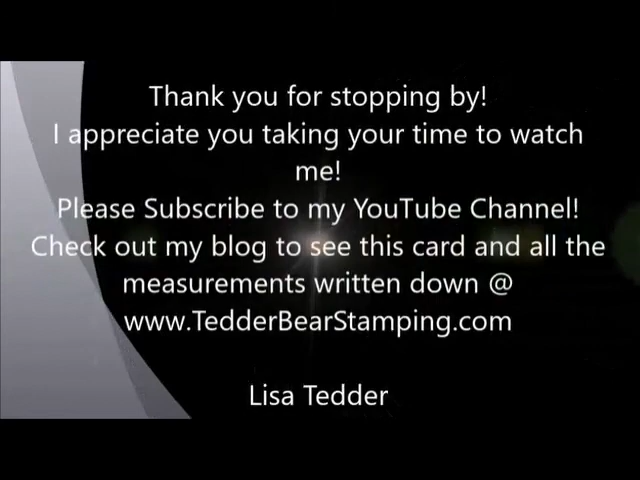 Thank you for stopping by!
I appreciate you taking your time to watch
me!
Please Subscribe to my YouTube Channel!
Check out my blog to see this card and all the
measurements written down @
www.TedderBearStamping.com
Lisa Tedder